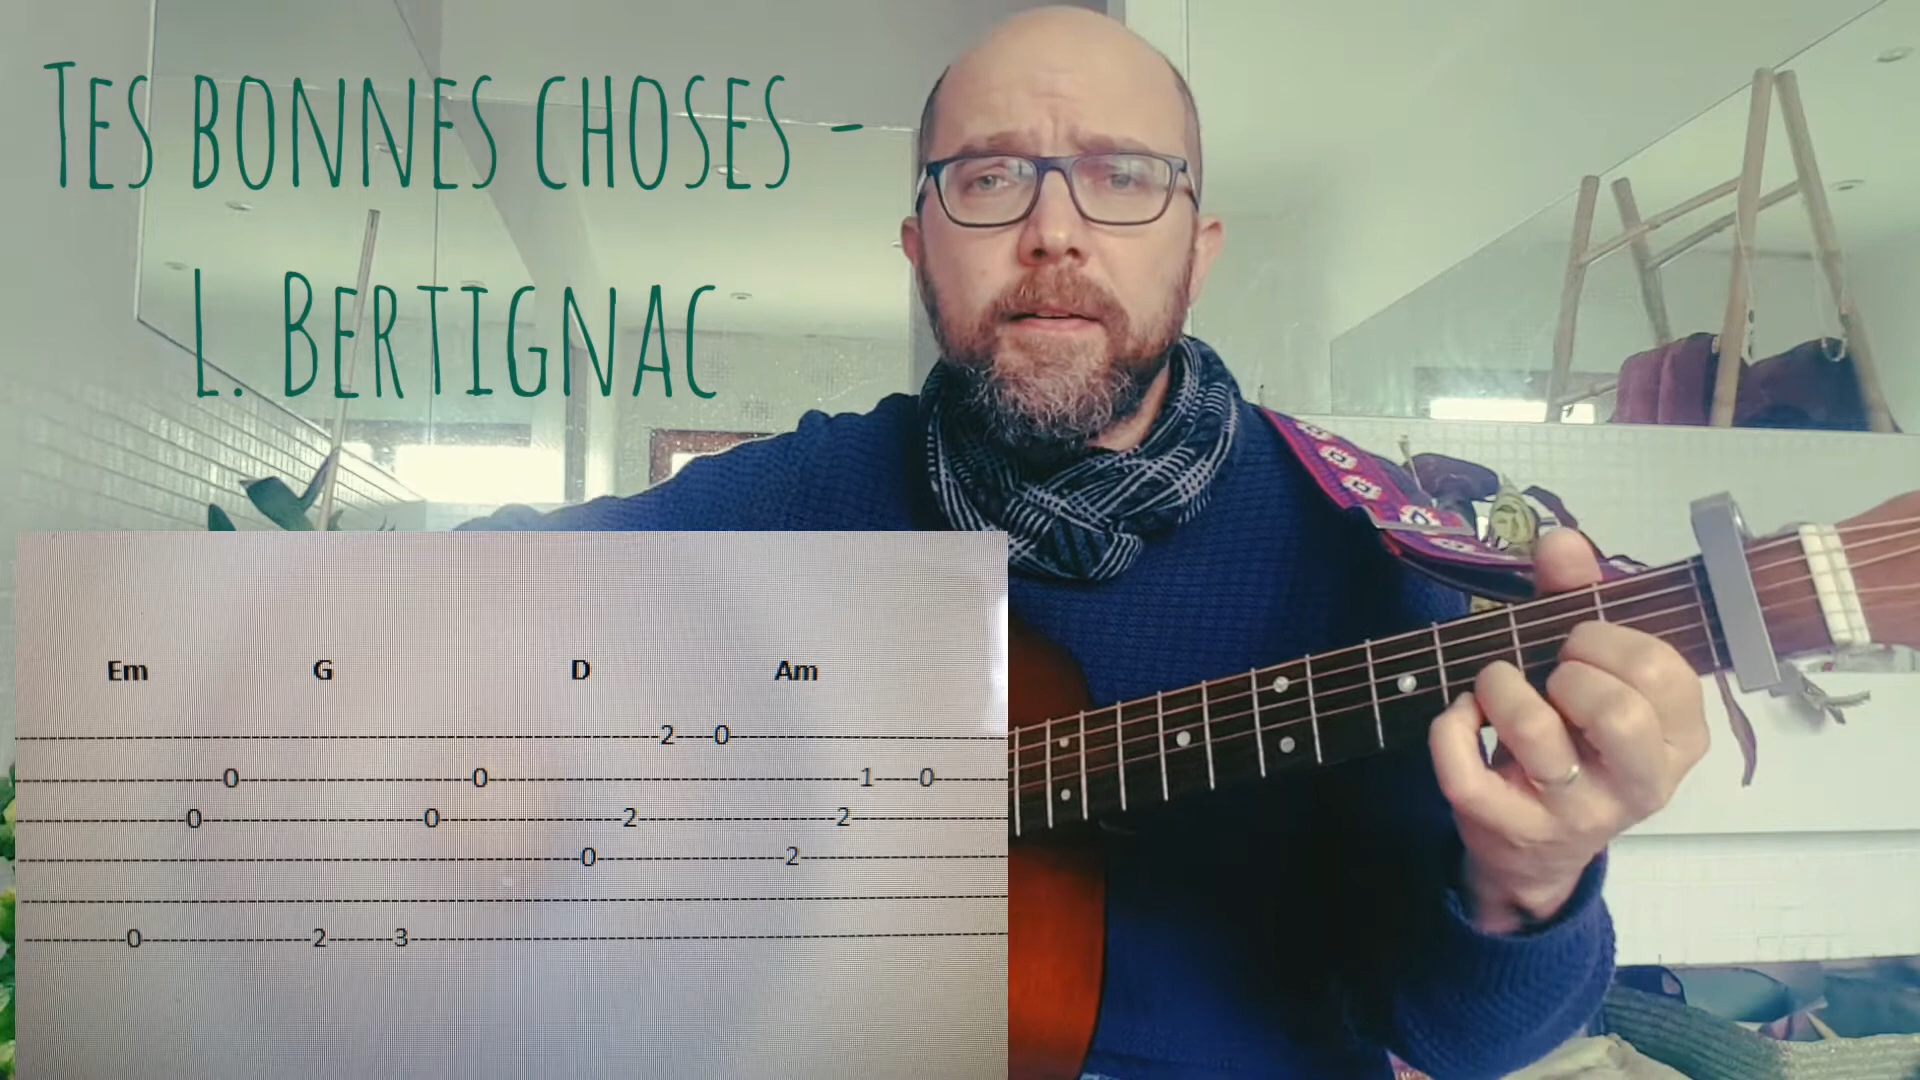 Tes bonnes choses -
L. Bertignac
Em G D Am
2 0
0 0 1 0
0 0 2 2
0 2
0 2 3